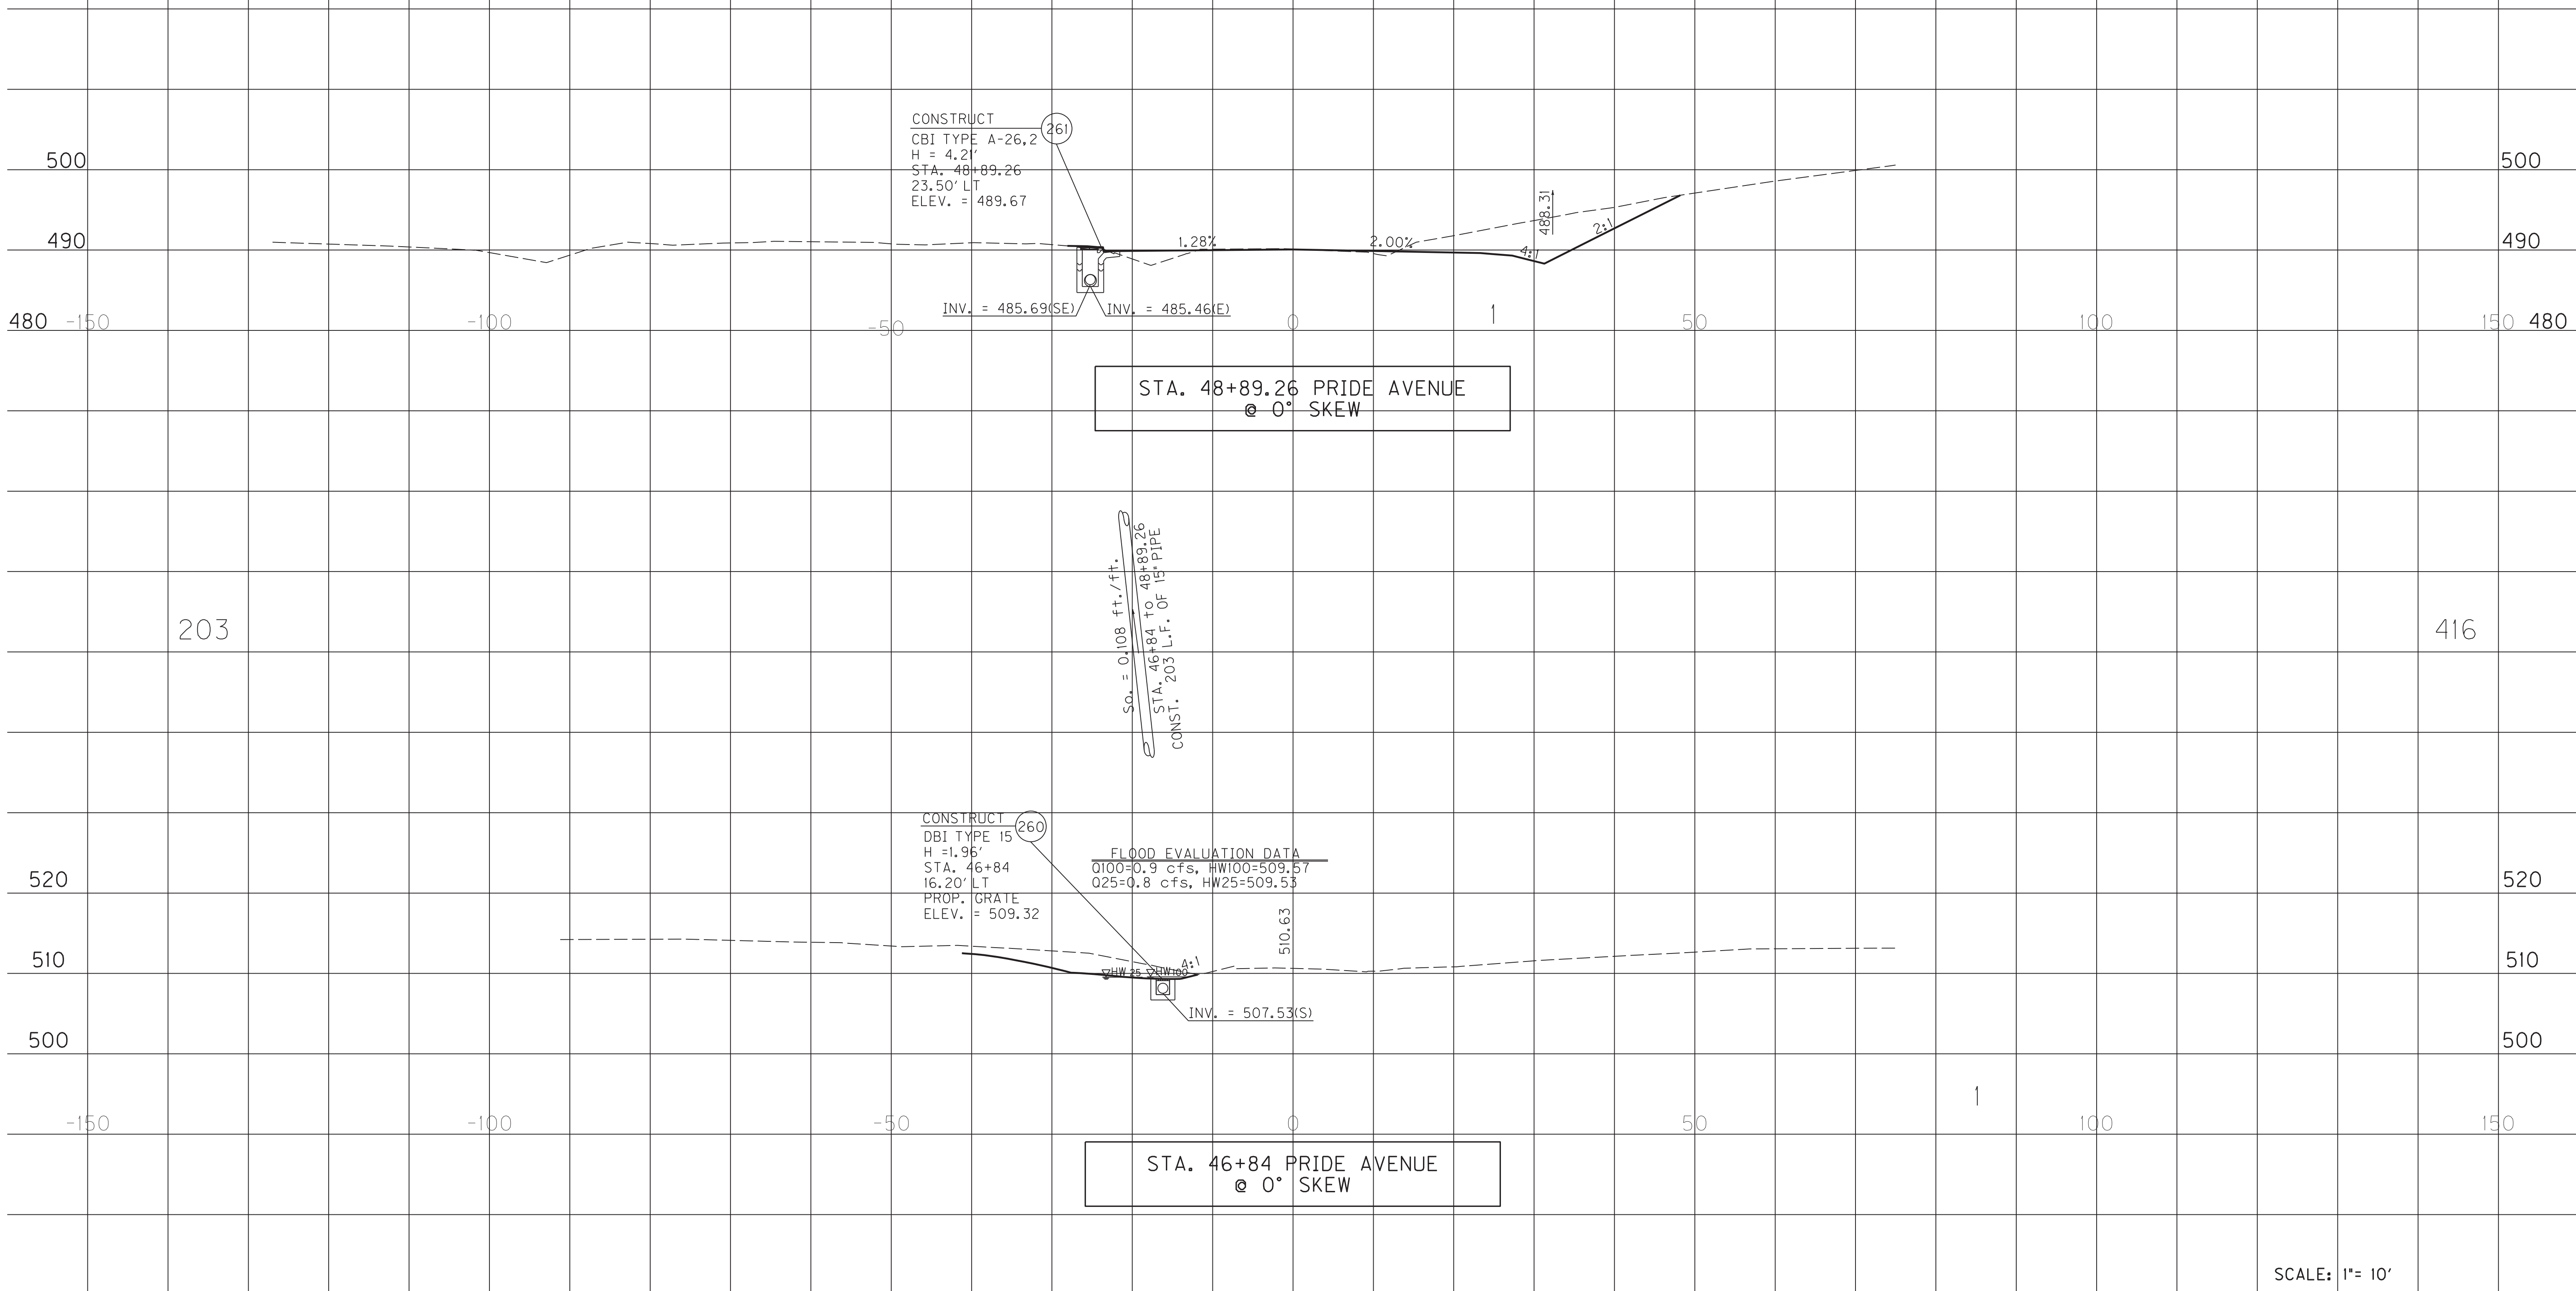 CONSTRUCT
261
CBI TYPE A-26,2
H = 4.21'
STA. 48+89.26
23.50' LT
ELEV. = 489.67
500
500
488.31
2:1
490
1.28%
2.00%
4:1
490
INV. = 485.69(SE)
INV. = 485.46(E)
480
-150
-100
-50
0
1
50
100
150
480
STA. 48+89.26 PRIDE AVENUE
@ 0° SKEW
So. = 0.108 ft./ft.
STA. 46+84 to 48+89.26
CONST. 203 L.F. OF 15" PIPE
203
416
CONSTRUCT
260
DBI TYPE 15
H =1.96'
STA. 46+84
16.20' LT
PROP. GRATE
ELEV. = 509.32
FLOOD EVALUATION DATA
Q100=0.9 cfs, HW100=509.57
Q25=0.8 cfs, HW25=509.53
520
520
510.63
510
HW 25
HW100
4:1
510
INV. = 507.53(S)
500
500
1
-150
-100
-50
0
50
100
150
STA. 46+84 PRIDE AVENUE
@ 0° SKEW
SCALE: 1"= 10'